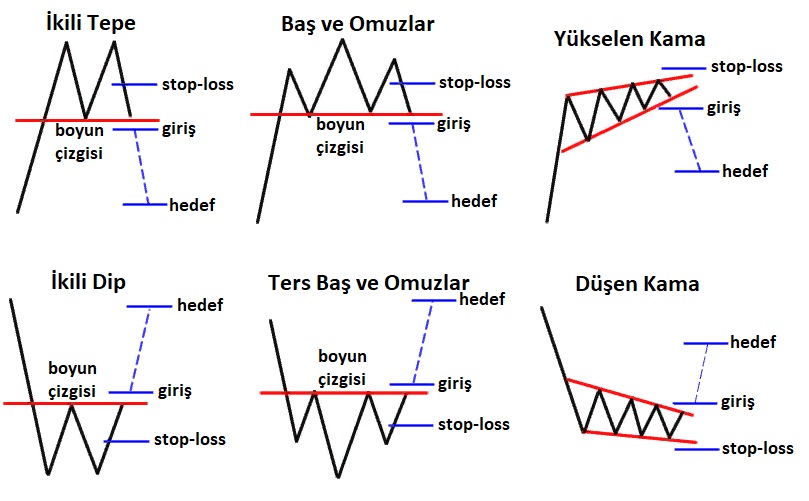 İkili Tepe
stop-loss
boyun
çizgisi
giriş
hedef
Baş ve Omuzlar
stop-loss
boyun
çizgisi
giriş
hedef
Yükselen Kama
stop-loss
giriş
hedef
İkili Dip
hedef
boyun
çizgisi
giriş
stop-loss
Ters Baş ve Omuzlar
hedef
boyun
çizgisi
giriş
stop-loss
Düşen Kama
hedef
giriş
stop-loss